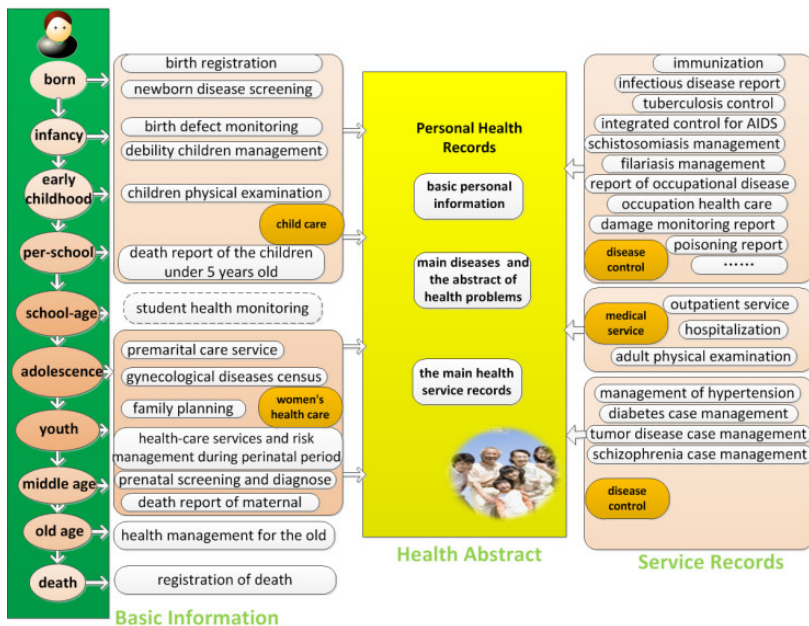 born
infancy
early
childhood
per-school
school-age
adolescence
youth
middle age
old age
death
birth registration
newborn disease screening
birth defect monitoring
debility children management
children physical examination
child care
death report of the children
under 5 years old
student health monitoring
premarital care service
gynecological diseases census
family planning
women's
health care
health-care services and risk
management during perinatal period
prenatal screening and diagnose
death report of maternal
health management for the old
registration of death
Basic Information
Personal Health
Records
basic personal
information
main diseases and
the abstract of
health problems
the main health
service records
Health Abstract
immunization
infectious disease report
tuberculosis control
integrated control for AIDS
schistosomiasis management
filariasis management
report of occupational disease
occupation health care
damage monitoring report
poisoning report
disease
control
......
outpatient service
medical
service
hospitalization
adult physical examination
management of hypertension
diabetes case management
tumor disease case management
schizophrenia case management
disease
control
Service Records